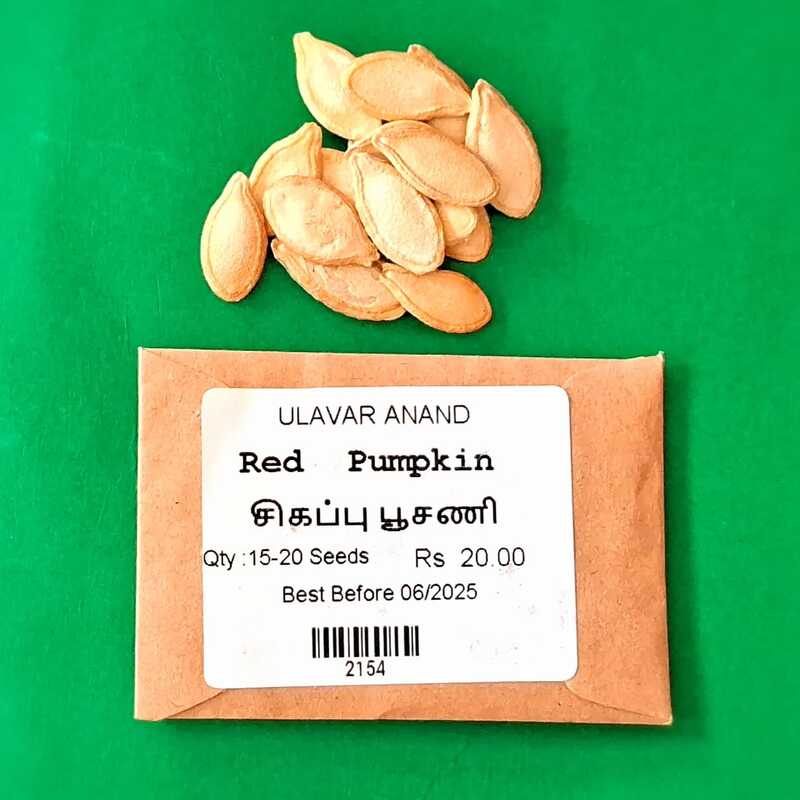 ULAVAR ANAND
Red Pumpkin
சிகப்பு பூசணி
Qty :15-20 Seeds Rs 20.00
Best Before 06/2025
2154